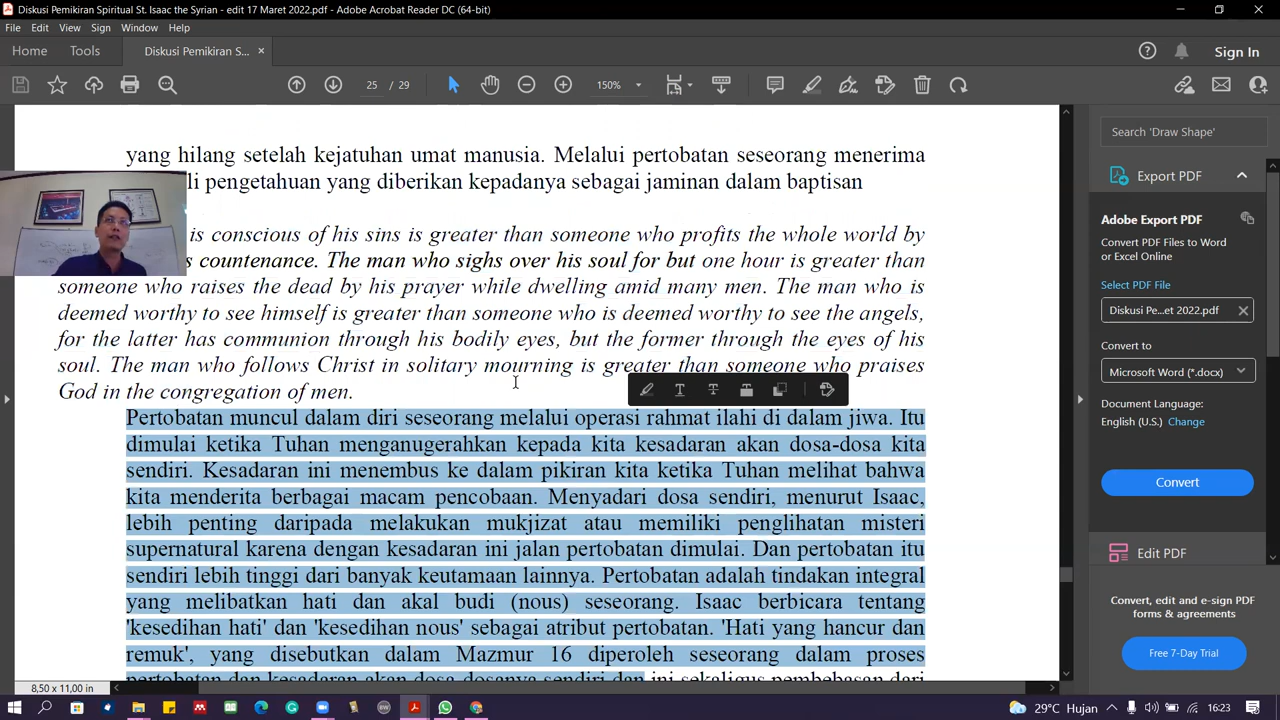 Diskusi Pemikiran Spiritual St. Isaac the Syrian - edit 17 Maret 2022.pdf - Adobe Acrobat Reader DC (64-bit)
File Edit View Sign Window Help
Home Tools Diskusi Pemikiran S... × Sign In
25 / 29 150%
yang hilang setelah kejatuhan umat manusia. Melalui pertobatan seseorang menerima
li pengetahuan yang diberikan kepadanya sebagai jaminan dalam baptisan
is conscious of his sins is greater than someone who profits the whole world by
s countenance. The man who sighs over his soul for but one hour is greater than
someone who raises the dead by his prayer while dwelling amid many men. The man who is
deemed worthy to see himself is greater than someone who is deemed worthy to see the angels,
for the latter has communion through his bodily eyes, but the former through the eyes of his
soul. The man who follows Christ in solitary mourning is greater than someone who praises
God in the congregation of men.
Pertobatan muncul dalam diri seseorang melalui operasi rahmat ilahi di dalam jiwa. Itu
dimulai ketika Tuhan menganugerahkan kepada kita kesadaran akan dosa-dosa kita
sendiri. Kesadaran ini menembus ke dalam pikiran kita ketika Tuhan melihat bahwa
kita menderita berbagai macam pencobaan. Menyadari dosa sendiri, menurut Isaac,
lebih penting daripada melakukan mukjizat atau memiliki penglihatan misteri
supernatural karena dengan kesadaran ini jalan pertobatan dimulai. Dan pertobatan itu
sendiri lebih tinggi dari banyak keutamaan lainnya. Pertobatan adalah tindakan integral
yang melibatkan hati dan akal budi (nous) seseorang. Isaac berbicara tentang
'kesedihan hati' dan 'kesedihan nous' sebagai atribut pertobatan. 'Hati yang hancur dan
remuk', yang disebutkan dalam Mazmur 16 diperoleh seseorang dalam proses
pertobatan dan kesadaran akan dosa-dosanya sendiri dan ini sekaligus pembebasan dari
8,50 x 11,00 in
Search 'Draw Shape'
Export PDF
Adobe Export PDF
Convert PDF Files to Word
or Excel Online
Select PDF File
Diskusi Pe...et 2022.pdf
Convert to
Microsoft Word (*.docx)
Document Language:
English (U.S.) Change
Convert
Edit PDF
Convert, edit and e-sign PDF
forms & agreements
Free 7-Day Trial
29°C Hujan 16:23